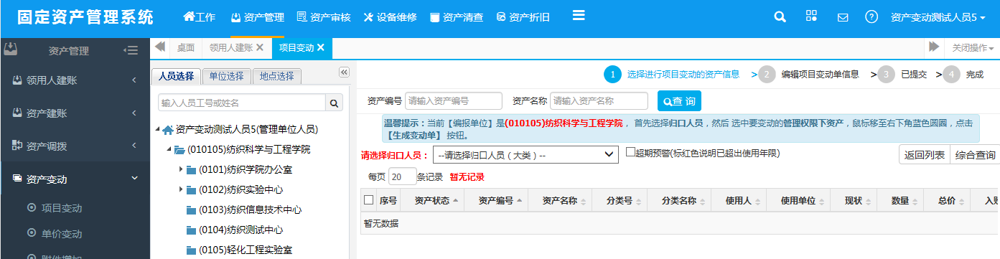 固定资产管理系统
工作
资产管理
资产审核
设备维修
资产清查
资产折旧
资产变动测试人员5
资产管理
桌面
领用人建账
项目变动
关闭操作
领用人建账
资产建账
资产调拨
资产变动
项目变动
单价变动
附件增加
人员选择
单位选择
地点选择
输入人员工号或姓名
资产变动测试人员5(管理单位人员)
(010105)纺织科学与工程学院
(0101)纺织学院办公室
(0102)纺织实验中心
(0103)纺织信息技术中心
(0104)纺织测试中心
(0105)轻化工程实验室
1 选择进行项目变动的资产信息 >2 编辑项目变动单信息 >3 已提交 >4 完成
资产编号 请输入资产编号 资产名称 请输入资产名称 查 询
温馨提示：当前【编报单位】是(010105)纺织科学与工程学院， 首先选择归口人员，然后 选中要变动的管理权限下资产，鼠标移至右下角蓝色圆圈，点击
【生成变动单】 按钮。
请选择归口人员： --请选择归口人员（大类）-- 超期预警(标红色说明已超出使用年限) 返回列表 综合查询
每页 20 条记录 暂无记录
序号 资产状态 资产编号 资产名称 分类号 分类名称 使用人 使用单位 现状 数量 总价 入账
暂无数据